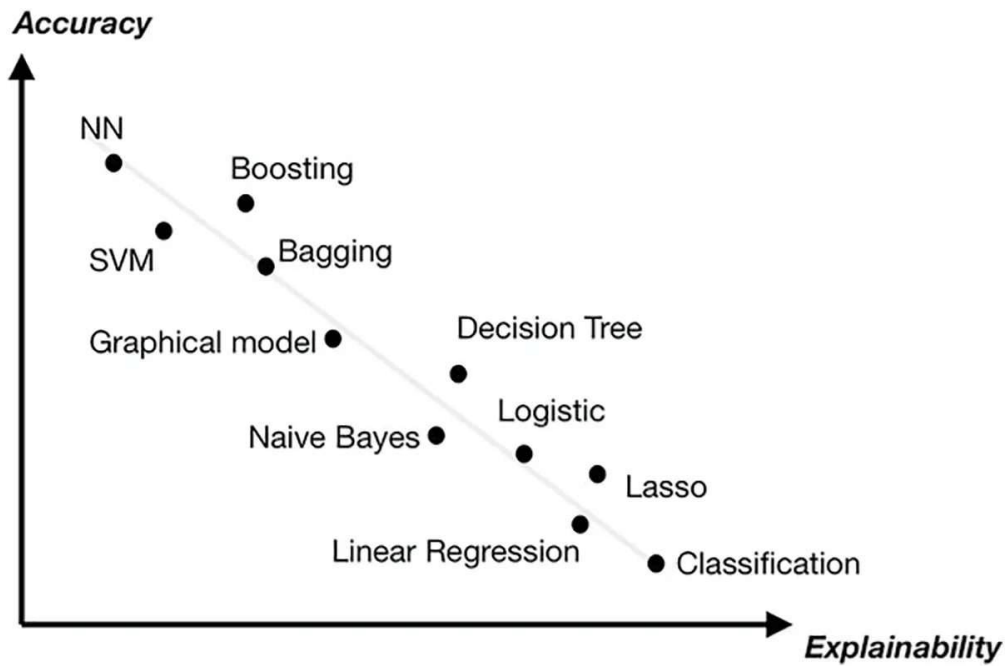 Accuracy
NN
Boosting
SVM
Bagging
Graphical model
Decision Tree
Logistic
Naive Bayes
Lasso
Linear Regression
Classification
Explainability